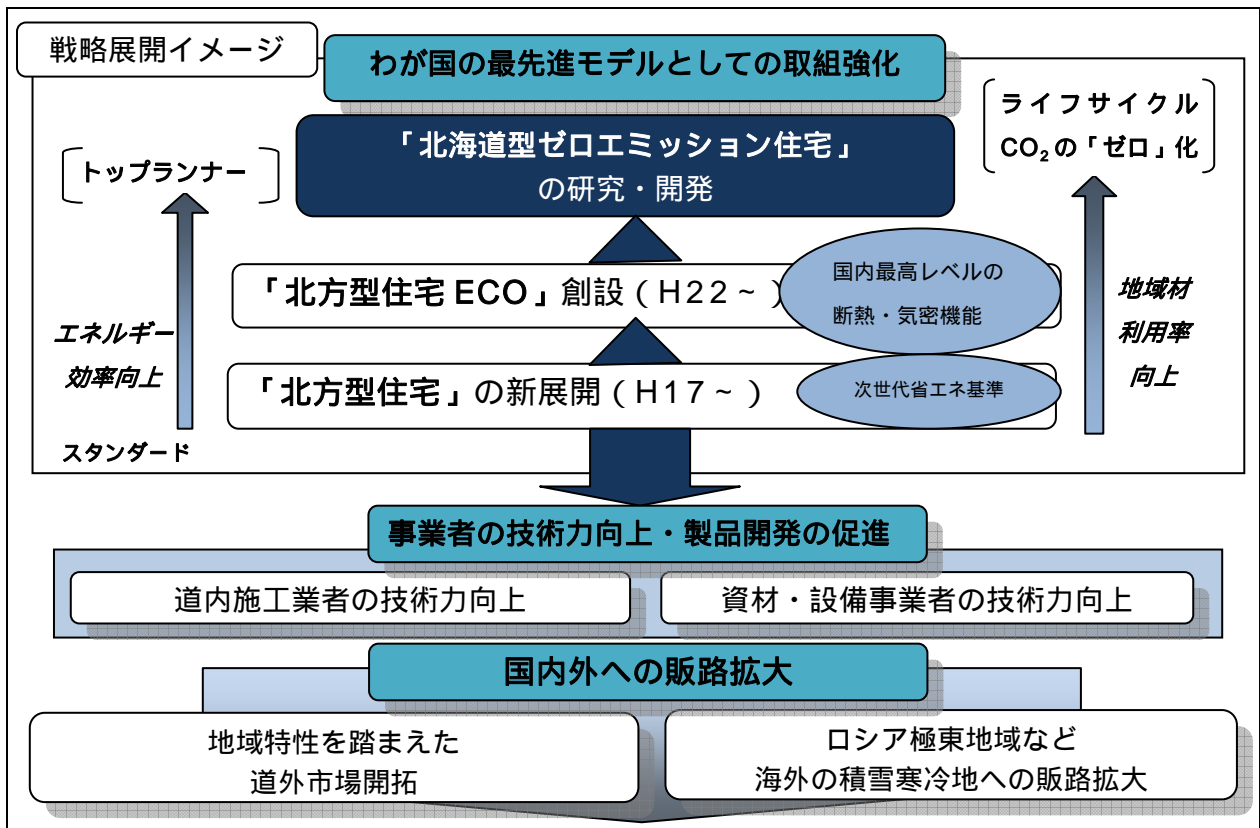 戦略展開イメージ
わが国の最先進モデルとしての取組強化
ライフサイクル
CO₂の「ゼロ」化
トップランナー
「北海道型ゼロエミッション住宅」
の研究・開発
「北方型住宅 ECO」創設（H22～）
国内最高レベルの
断熱・気密機能
エネルギー
効率向上
地域材
利用率
向上
「北方型住宅」の新展開（H17～）
次世代省エネ基準
スタンダード
事業者の技術力向上・製品開発の促進
道内施工業者の技術力向上
資材・設備事業者の技術力向上
国内外への販路拡大
地域特性を踏まえた
道外市場開拓
ロシア極東地域など
海外の積雪寒冷地への販路拡大